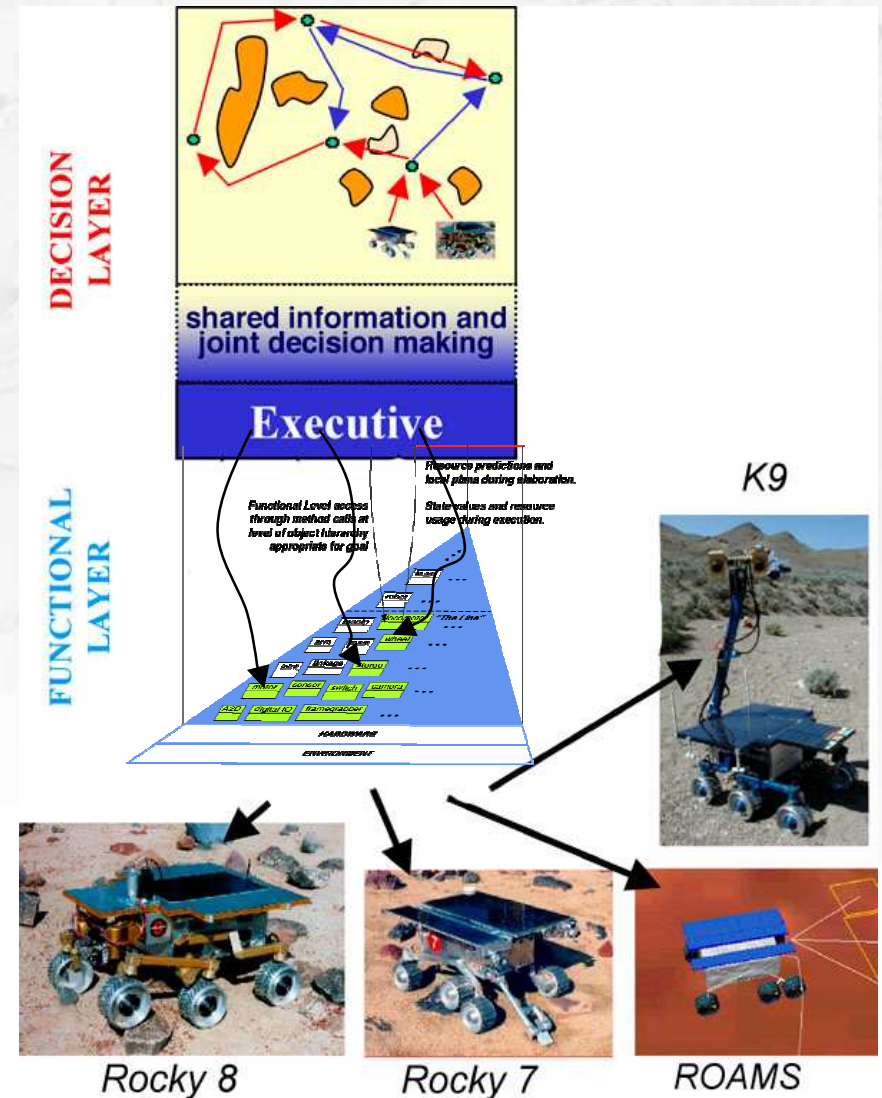 DECISION
LAYER
shared information and
joint decision making
Executive
FUNCTIONAL
LAYER
Functional Level access
through method calls at
level of object hierarchy
appropriate for goal
Resource predictions and
local plans during elaboration.
State values and resource
usage during execution.
robot
"The Line"
arm
wheel
joint
linkage
stereo
motor
sensor
switch
camera
A2D
digital IO
framegrabber
HARDWARE
ENVIRONMENT
K9
Rocky 8
Rocky 7
ROAMS